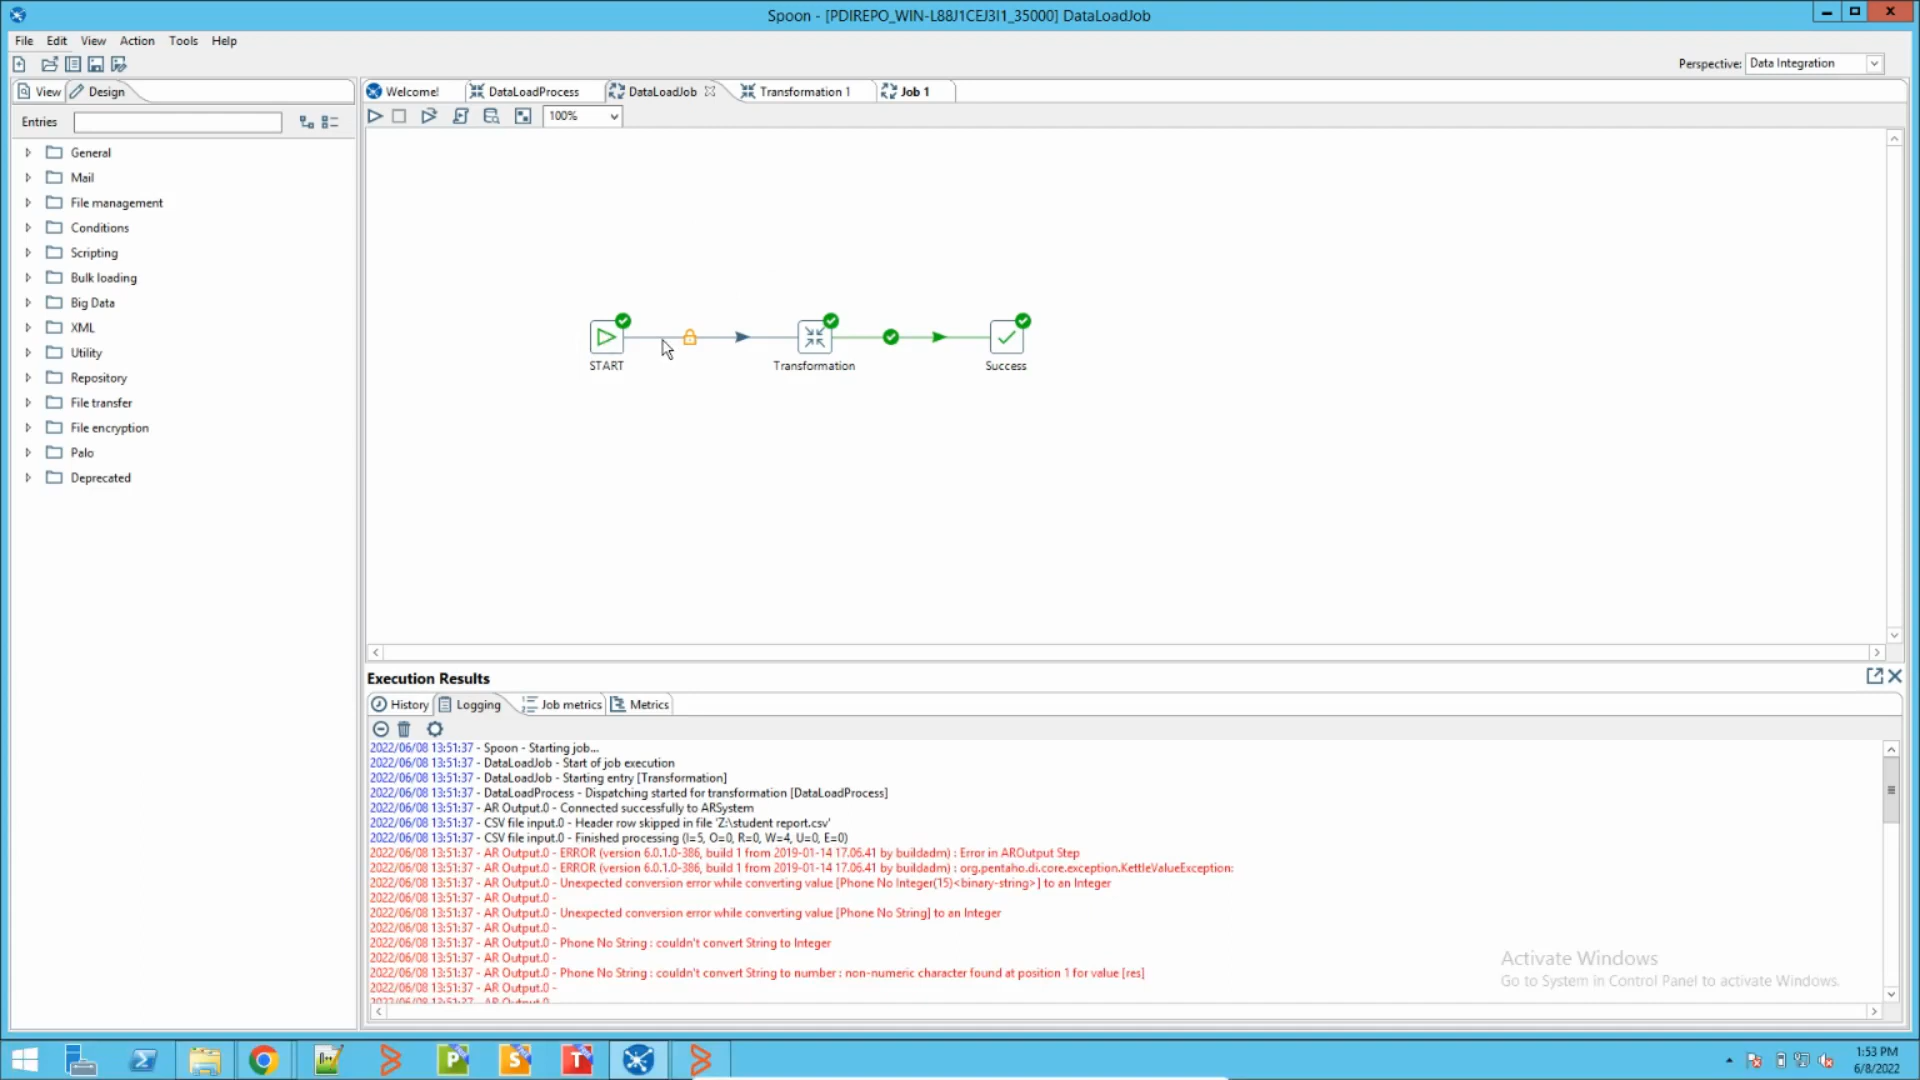 Spoon - [PDIREPO_WIN-L88J1CEJ3I1_35000] DataLoadJob
File Edit View Action Tools Help
Perspective: Data Integration
View Design
Welcome! DataLoadProcess DataLoadJob Transformation 1 Job 1
100%
Entries
General
Mail
File management
Conditions
Scripting
Bulk loading
Big Data
XML
Utility
Repository
File transfer
File encryption
Palo
Deprecated
START Transformation Success
Execution Results
History Logging Job metrics Metrics
2022/06/08 13:51:37 - Spoon - Starting job...
2022/06/08 13:51:37 - DataLoadJob - Start of job execution
2022/06/08 13:51:37 - DataLoadJob - Starting entry [Transformation]
2022/06/08 13:51:37 - DataLoadProcess - Dispatching started for transformation [DataLoadProcess]
2022/06/08 13:51:37 - AR Output.0 - Connected successfully to ARSystem
2022/06/08 13:51:37 - CSV file input.0 - Header row skipped in file 'Z:\student report.csv'
2022/06/08 13:51:37 - CSV file input.0 - Finished processing (I=5, O=0, R=0, W=4, U=0, E=0)
2022/06/08 13:51:37 - AR Output.0 - ERROR (version 6.0.1.0-386, build 1 from 2019-01-14 17.06.41 by buildadm) : Error in AROutput Step
2022/06/08 13:51:37 - AR Output.0 - ERROR (version 6.0.1.0-386, build 1 from 2019-01-14 17.06.41 by buildadm) : org.pentaho.di.core.exception.KettleValueException:
2022/06/08 13:51:37 - AR Output.0 - Unexpected conversion error while converting value [Phone No Integer(15)<binary-string>] to an Integer
2022/06/08 13:51:37 - AR Output.0 -
2022/06/08 13:51:37 - AR Output.0 - Unexpected conversion error while converting value [Phone No String] to an Integer
2022/06/08 13:51:37 - AR Output.0 -
2022/06/08 13:51:37 - AR Output.0 - Phone No String : couldn't convert String to Integer
2022/06/08 13:51:37 - AR Output.0 -
2022/06/08 13:51:37 - AR Output.0 - Phone No String : couldn't convert String to number : non-numeric character found at position 1 for value [res]
2022/06/08 13:51:37 - AR Output.0 -
2022/06/08 13:51:37 - AR Output.0
Activate Windows
Go to System in Control Panel to activate Windows.
P S T
1:53 PM
6/8/2022